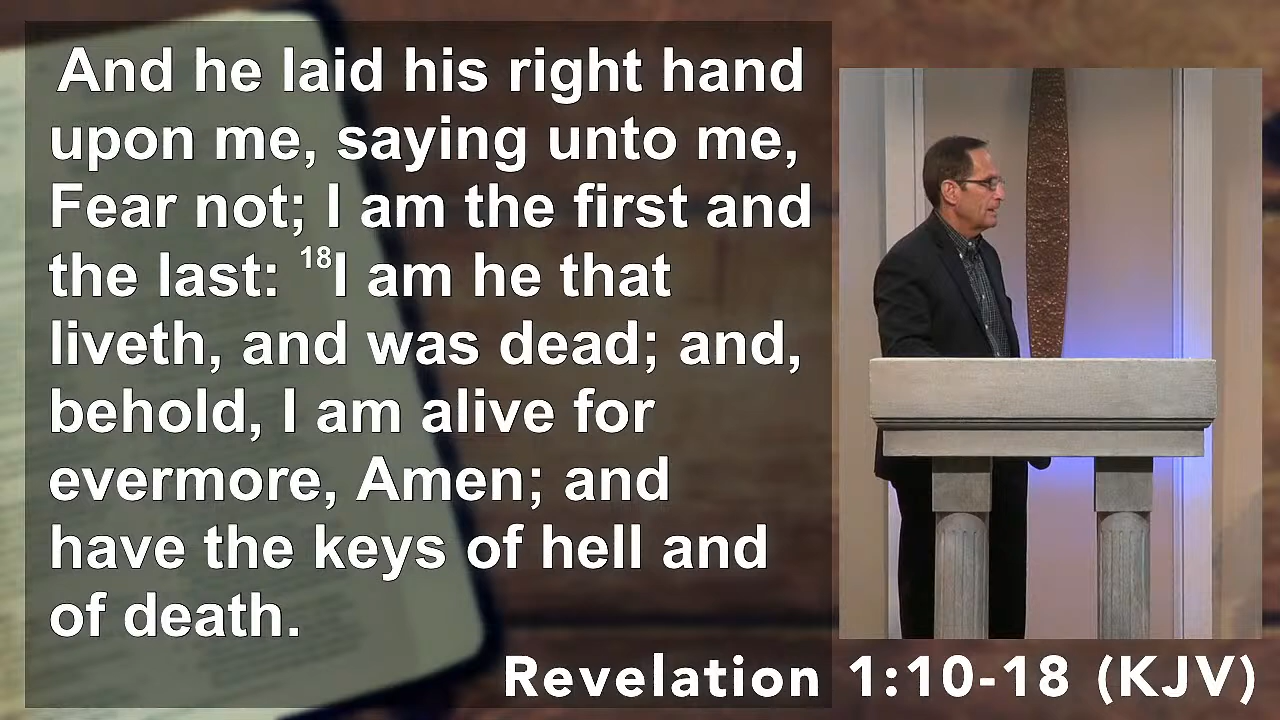 And he laid his right hand
upon me, saying unto me,
Fear not; I am the first and
the last: 18I am he that
liveth, and was dead; and,
behold, I am alive for
evermore, Amen; and
have the keys of hell and
of death.
Revelation 1:10-18 (KJV)